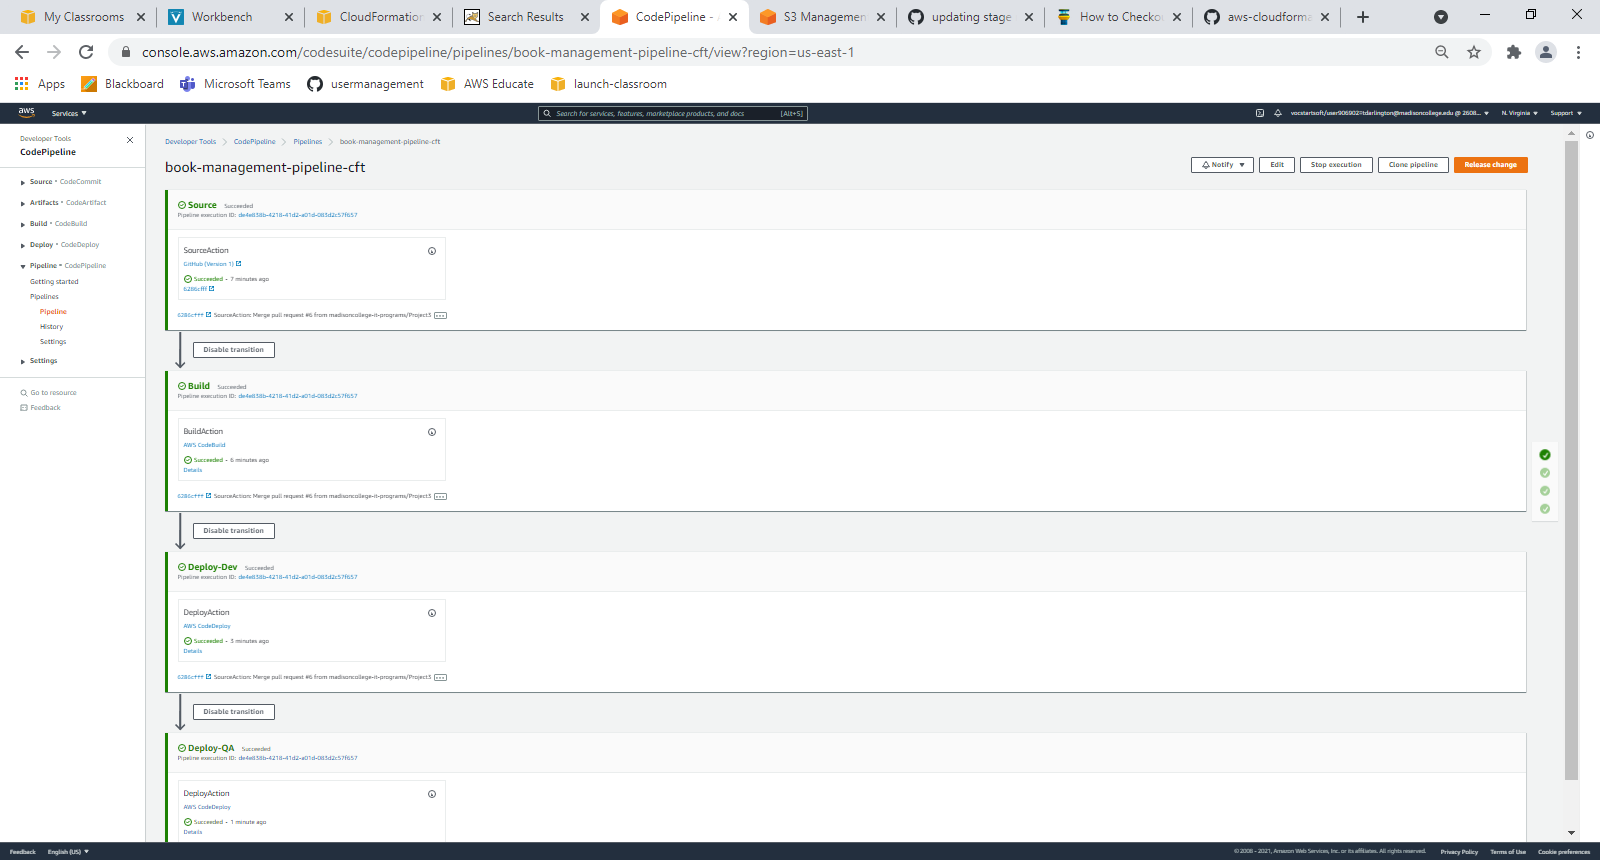 My Classrooms
Workbench
CloudFormation
Search Results
CodePipeline - A
S3 Managemen
updating stage
How to Checko
aws-cloudforma
console.aws.amazon.com/codesuite/codepipeline/pipelines/book-management-pipeline-cft/view?region=us-east-1
Apps
Blackboard
Microsoft Teams
usermanagement
AWS Educate
launch-classroom
aws
Services
Search for services, features, marketplace products, and docs
[Alt+S]
vocstartsoft/user906902=tdarlington@madisoncollege.edu @ 2608...
N. Virginia
Support
Developer Tools
CodePipeline
Source • CodeCommit
Artifacts • CodeArtifact
Build • CodeBuild
Deploy • CodeDeploy
Pipeline • CodePipeline
Getting started
Pipelines
Pipeline
History
Settings
Settings
Go to resource
Feedback
Developer Tools
CodePipeline
Pipelines
book-management-pipeline-cft
book-management-pipeline-cft
Notify
Edit
Stop execution
Clone pipeline
Release change
Source Succeeded
Pipeline execution ID: de4e838b-4218-41d2-a01d-083d2c57f657
SourceAction
GitHub (Version 1)
Succeeded - 7 minutes ago
6286cfff
6286cfff SourceAction: Merge pull request #6 from madisoncollege-it-programs/Project3
Disable transition
Build Succeeded
Pipeline execution ID: de4e838b-4218-41d2-a01d-083d2c57f657
BuildAction
AWS CodeBuild
Succeeded - 6 minutes ago
Details
6286cfff SourceAction: Merge pull request #6 from madisoncollege-it-programs/Project3
Disable transition
Deploy-Dev Succeeded
Pipeline execution ID: de4e838b-4218-41d2-a01d-083d2c57f657
DeployAction
AWS CodeDeploy
Succeeded - 3 minutes ago
Details
6286cfff SourceAction: Merge pull request #6 from madisoncollege-it-programs/Project3
Disable transition
Deploy-QA Succeeded
Pipeline execution ID: de4e838b-4218-41d2-a01d-083d2c57f657
DeployAction
AWS CodeDeploy
Succeeded - 1 minute ago
Details
Feedback
English (US)
© 2008 - 2021, Amazon Web Services, Inc. or its affiliates. All rights reserved.
Privacy Policy
Terms of Use
Cookie preferences